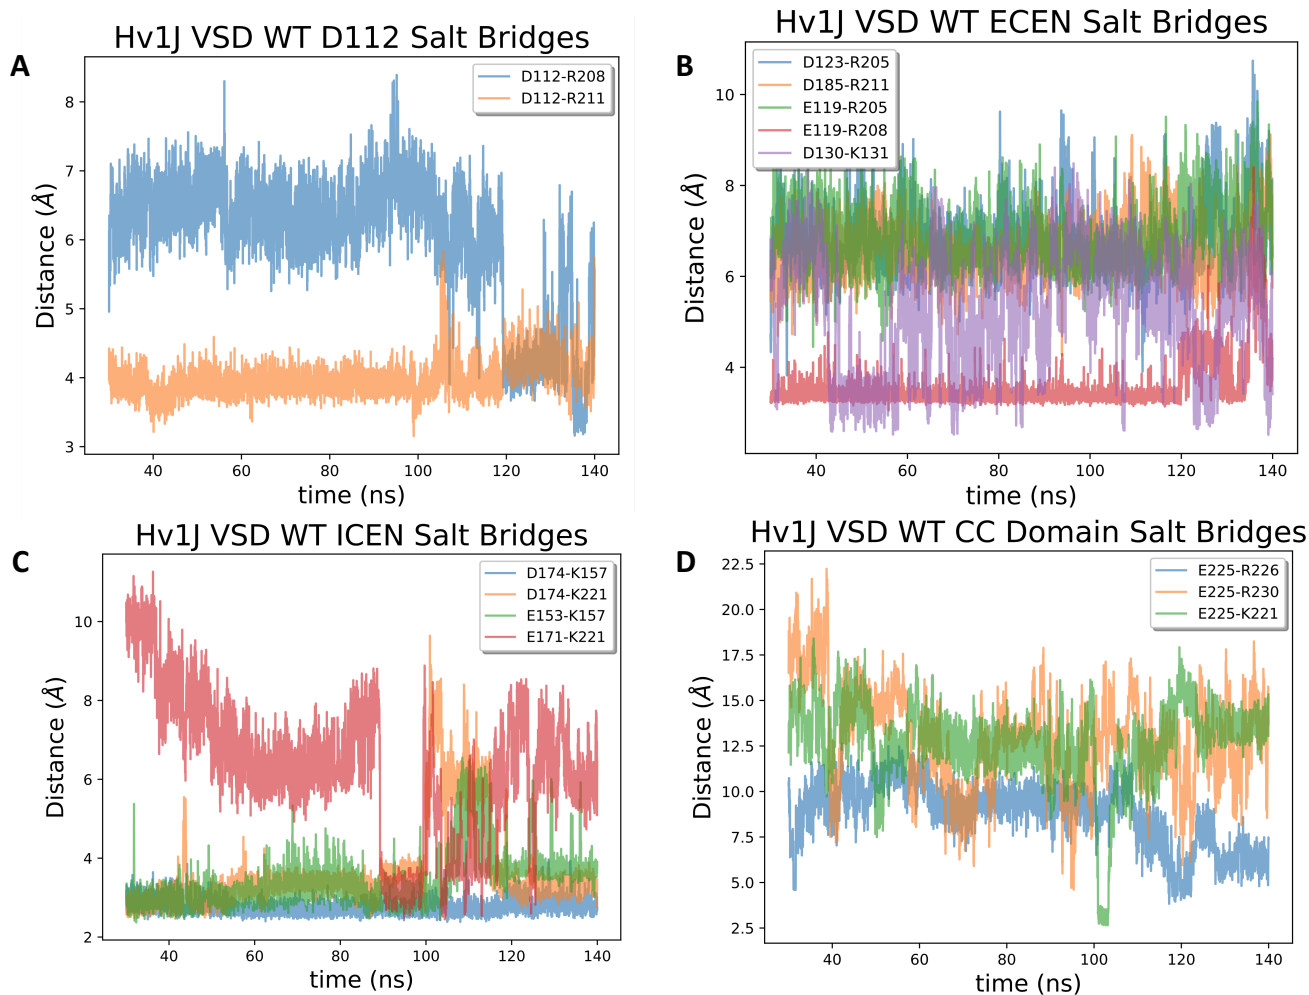 Hv1J VSD WT D112 Salt Bridges
A
D112-R208
D112-R211
Distance (Å)
8
7
6
5
4
3
40 60 80 100 120 140
time (ns)
Hv1J VSD WT ECEN Salt Bridges
B
D123-R205
D185-R211
E119-R205
E119-R208
D130-K131
Distance (Å)
10
8
6
4
40 60 80 100 120 140
time (ns)
Hv1J VSD WT ICEN Salt Bridges
C
D174-K157
D174-K221
E153-K157
E171-K221
Distance (Å)
10
8
6
4
2
40 60 80 100 120 140
time (ns)
Hv1J VSD WT CC Domain Salt Bridges
D
E225-R226
E225-R230
E225-K221
Distance (Å)
22.5
20.0
17.5
15.0
12.5
10.0
7.5
5.0
2.5
40 60 80 100 120 140
time (ns)